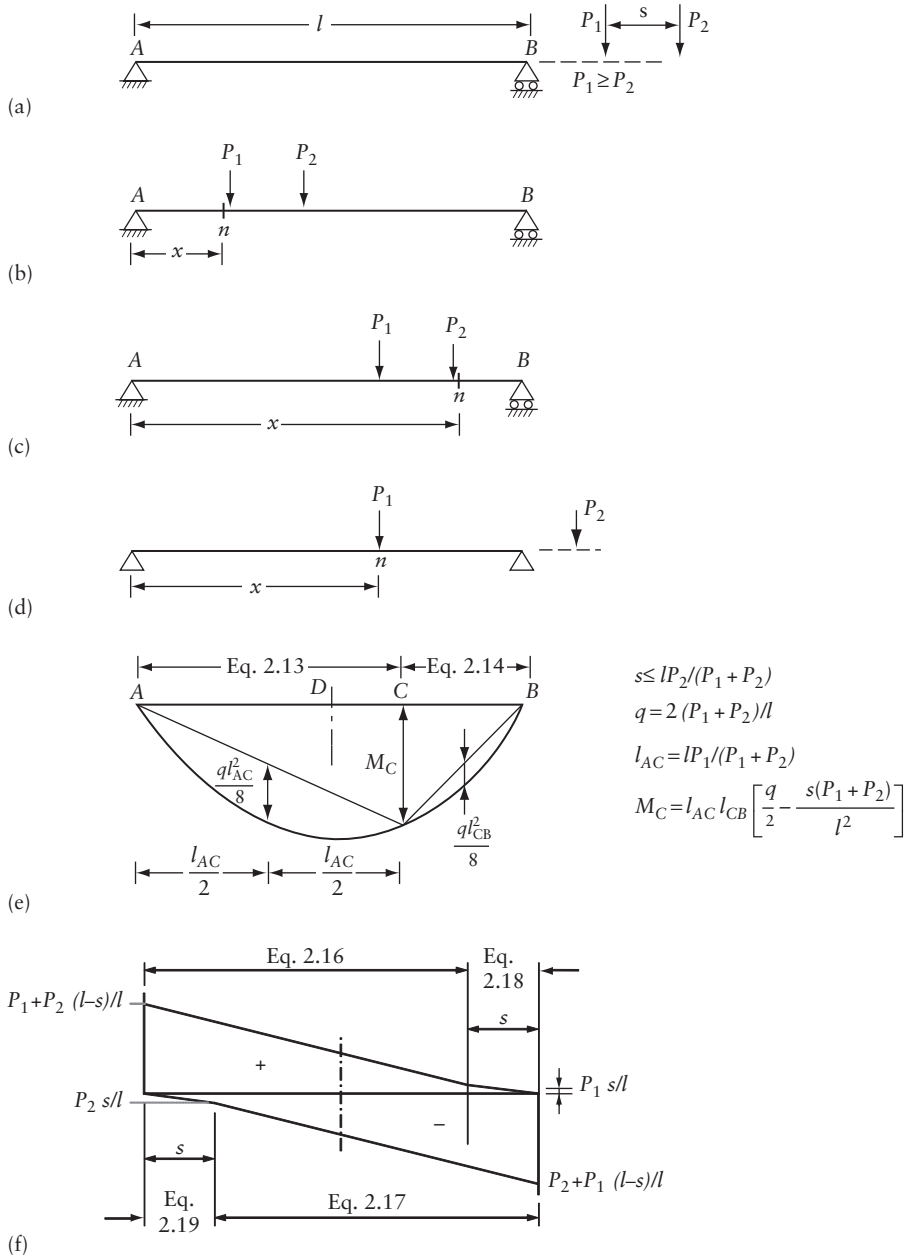 l
P₁ s P₂
A B
P₁ ≥ P₂
(a)
P₁ P₂
A B
n
x
(b)
P₁ P₂
A B
n
x
(c)
P₁
P₂
n
x
(d)
Eq. 2.13 Eq. 2.14
A D C B
M_C
ql²_AC/8
ql²_CB/8
l_AC/2 l_AC/2
s≤ lP₂/(P₁ + P₂)
q = 2 (P₁ + P₂)/l
l_AC = lP₁/(P₁ + P₂)
M_C = l_AC l_CB [q/2 − s(P₁ + P₂)/l²]
(e)
Eq. 2.16 Eq. 2.18
P₁+P₂ (l–s)/l
s
+
P₁ s/l
P₂ s/l
–
s
P₂+P₁ (l–s)/l
Eq. 2.19 Eq. 2.17
(f)